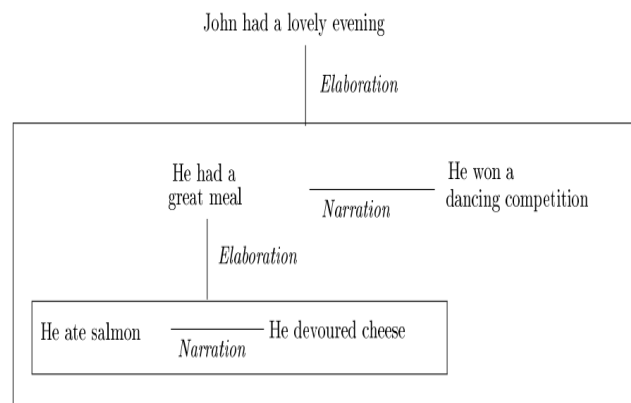 John had a lovely evening
Elaboration
He had a
great meal
Narration
He won a
dancing competition
Elaboration
He ate salmon
Narration
He devoured cheese